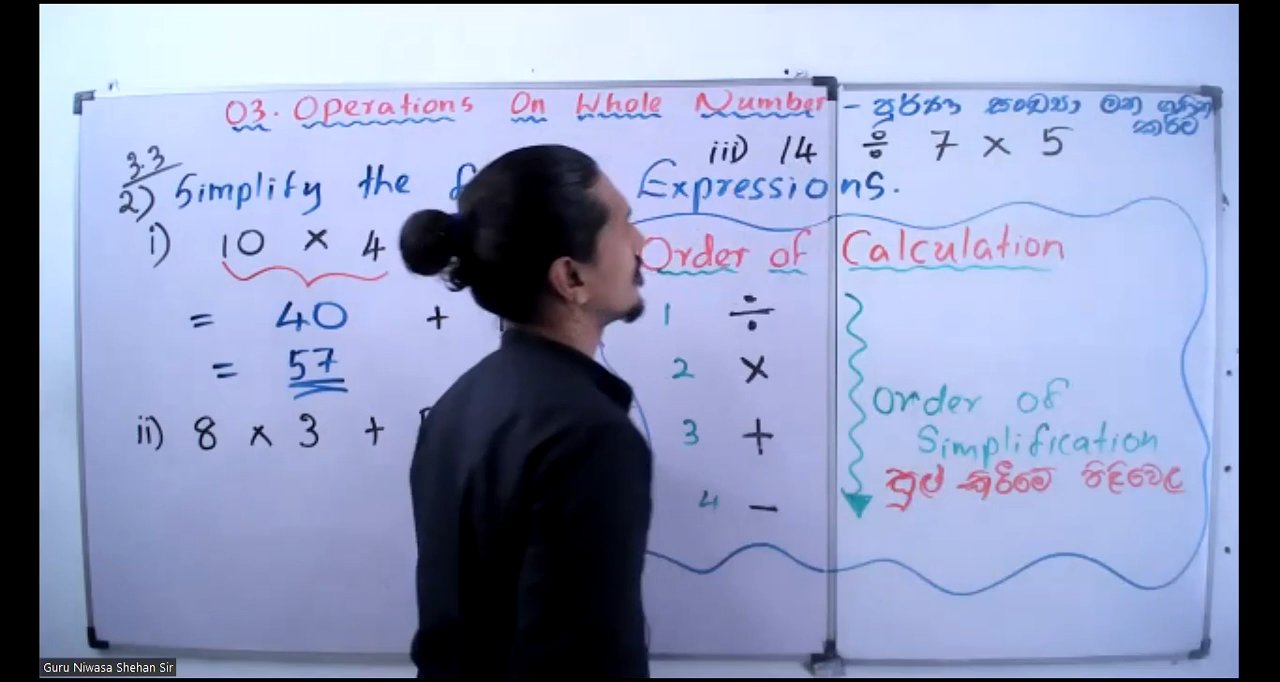 03. Operations On Whole Number - පූර්ණ සංඛ්‍යා මත ගණිත
කර්ම
iii) 14 ÷ 7 × 5
3.3
2) Simplify the Expressions.
i) 10 × 4
= 40 +
= 57
ii) 8 × 3 +
Order of Calculation
1 ÷
2 ×
3 +
4 -
Order of
Simplification
සුළු කිරීමේ පිළිවෙල
Guru Niwasa Shehan Sir